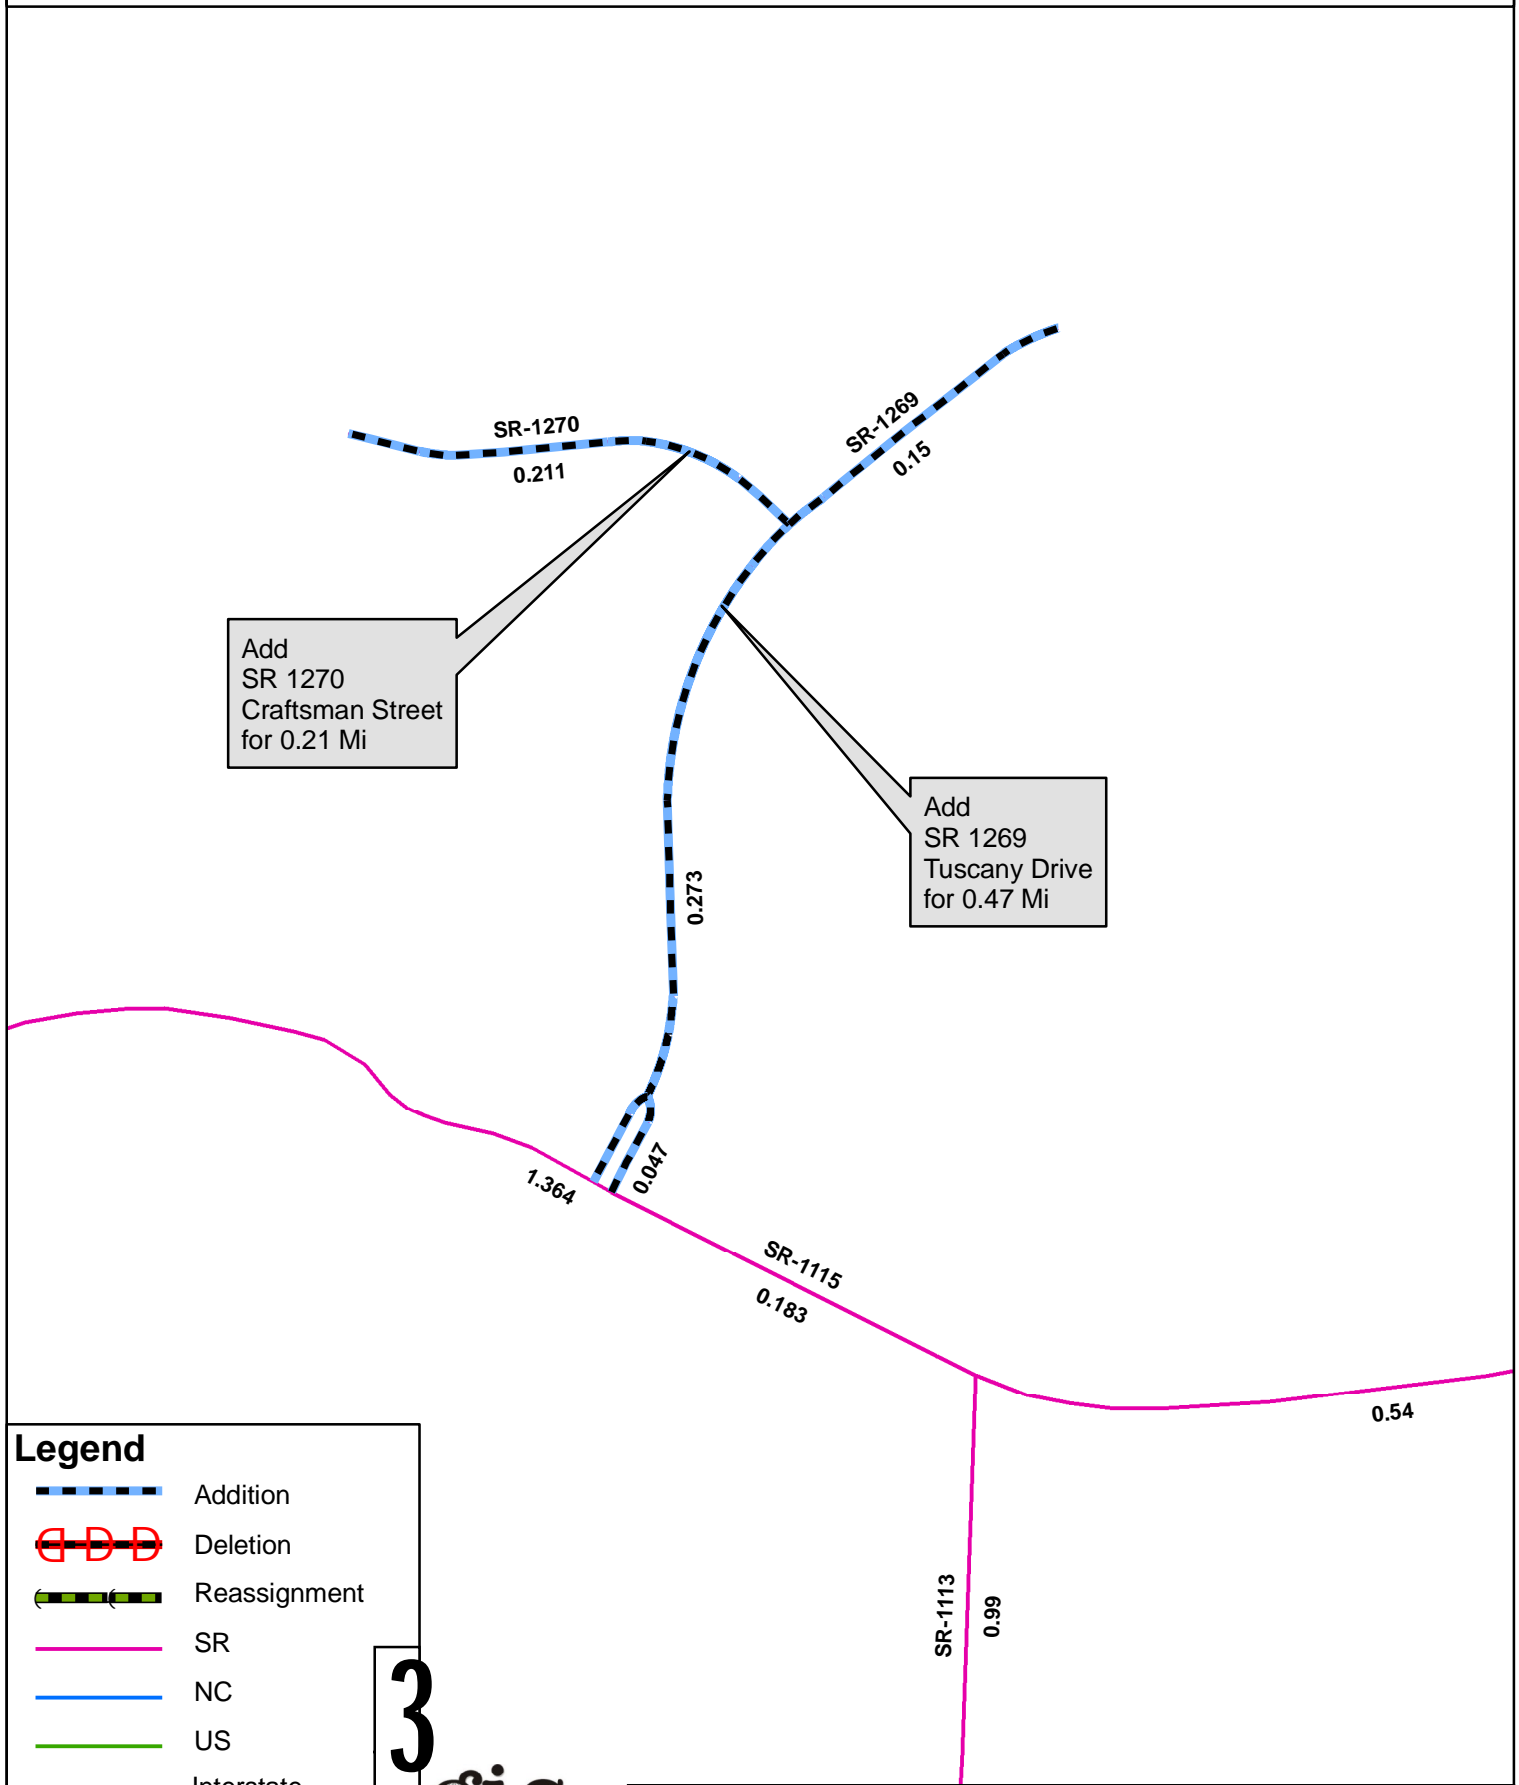 SR-1269
0.15
SR-1270
0.211
Add
SR 1270
Craftsman Street
for 0.21 Mi
Add
SR 1269
Tuscany Drive
for 0.47 Mi
0.273
0.047
1.364
SR-1115
0.183
0.54
SR-1113
0.99
Legend
Addition
Deletion
Reassignment
SR
NC
US
Interstate
3